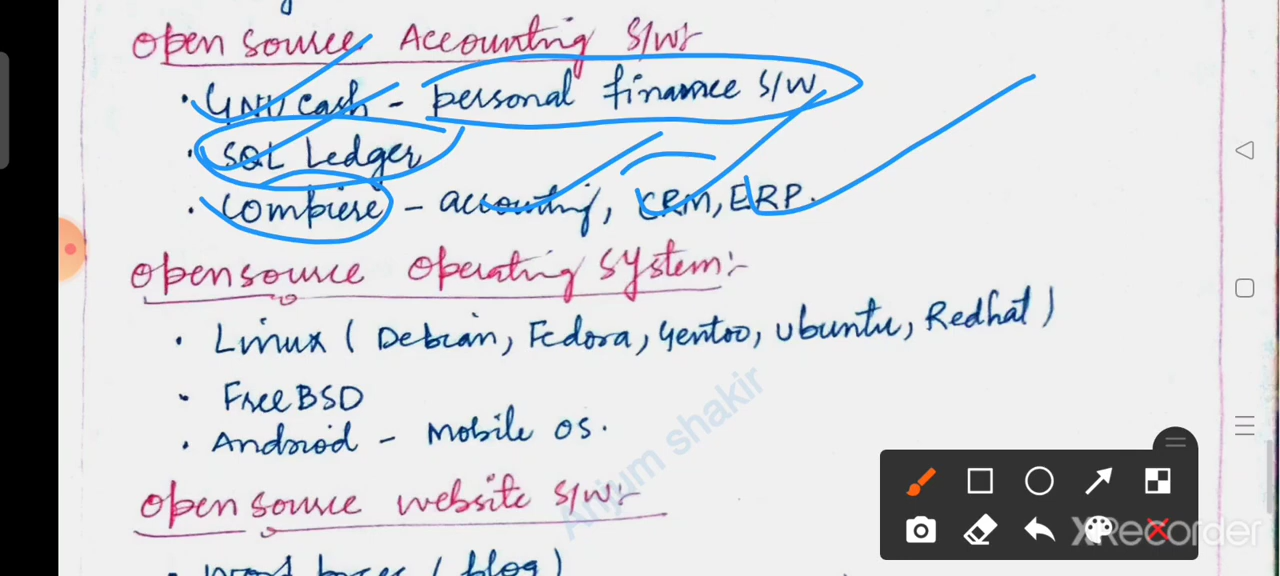 Open Source Accounting S/W:-
• GNU Cash - personal finance S/W
• SQL Ledger
• Compiere - accounting, CRM, ERP.
Opensource Operating System:-
• Linux ( Debian, Fedora, Gentoo, Ubuntu, Redhat )
• FreeBSD
• Android - Mobile OS.
Anjum shakir
Open Source website S/W:-
XRecorder